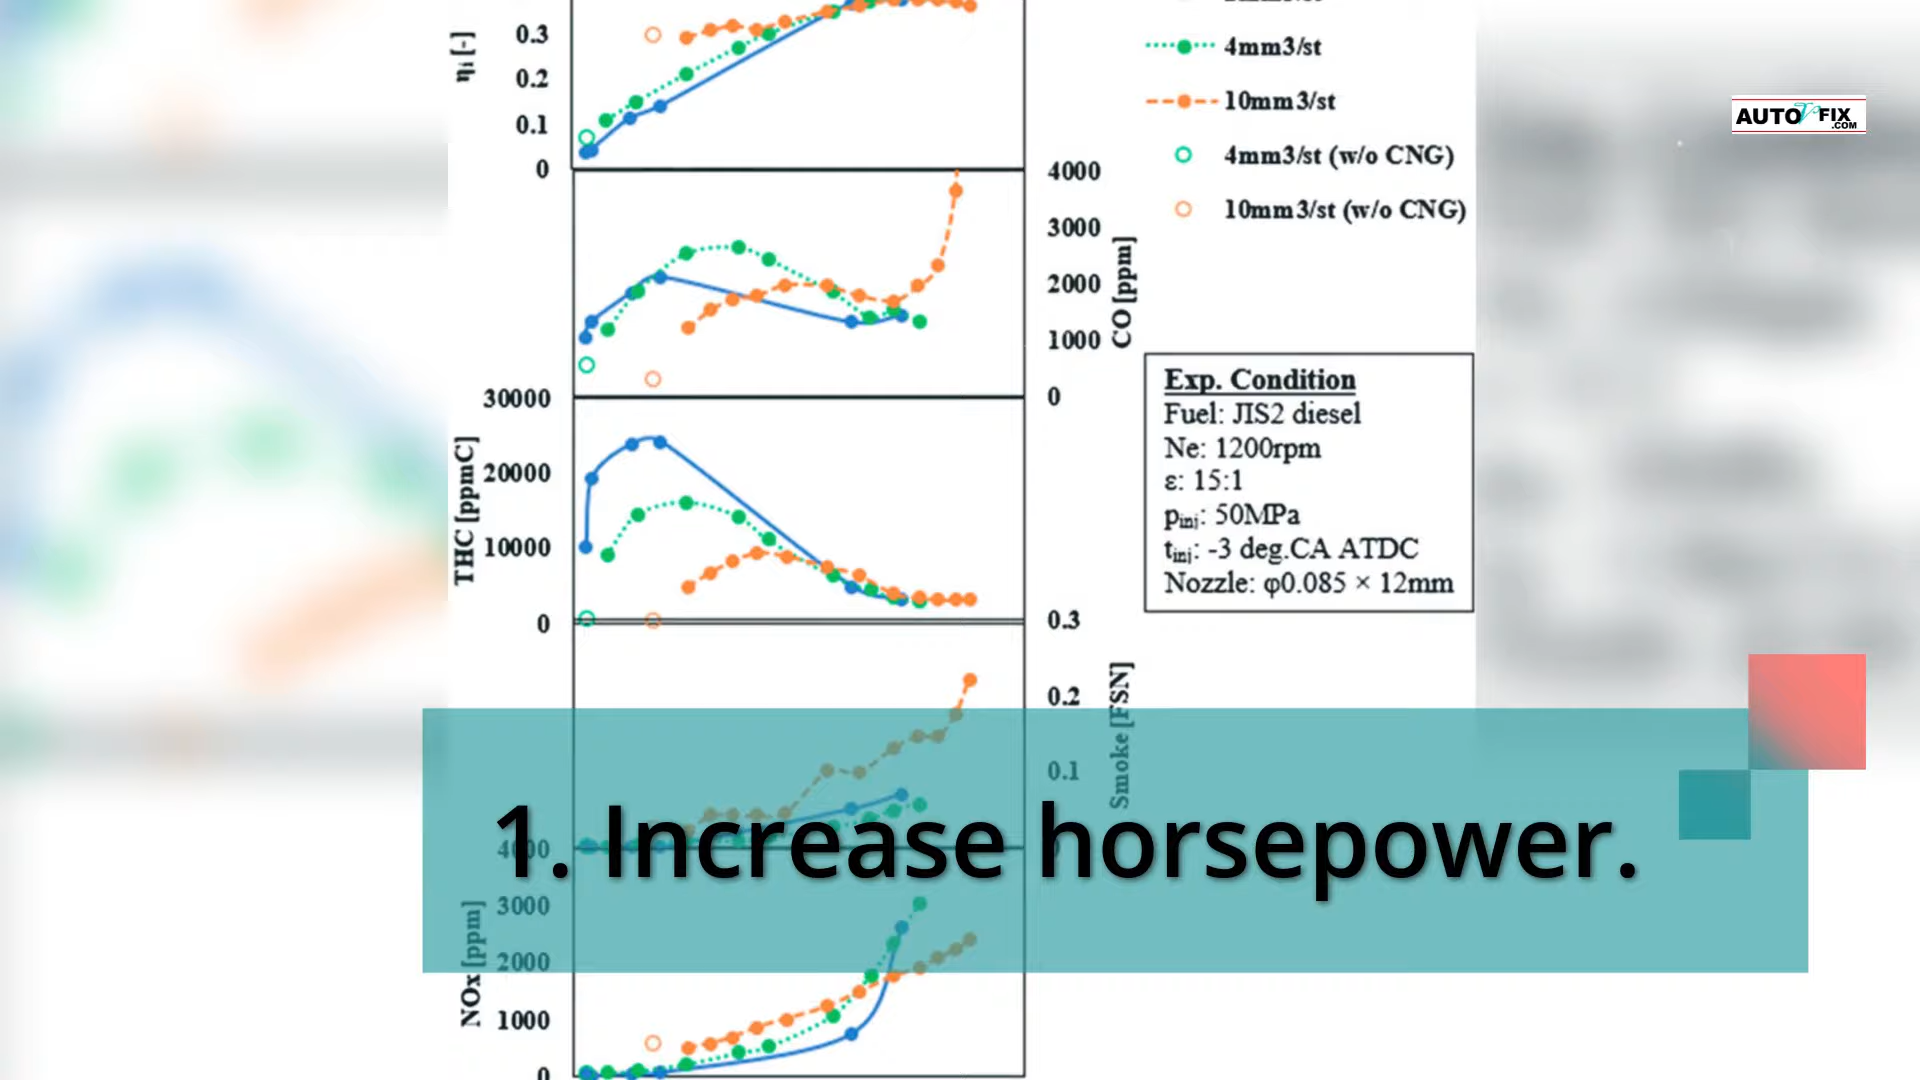 ηi [-]
0.3
0.2
0.1
0
4mm3/st
10mm3/st
4mm3/st (w/o CNG)
10mm3/st (w/o CNG)
AUTO FIX
.COM
4000
3000
2000
1000
0
CO [ppm]
30000
20000
10000
0
THC [ppmC]
Exp. Condition
Fuel: JIS2 diesel
Ne: 1200rpm
ε: 15:1
pinj: 50MPa
tinj: -3 deg.CA ATDC
Nozzle: φ0.085 × 12mm
0.3
0.2
0.1
0
Smoke [FSN]
1. Increase horsepower.
4000
3000
2000
1000
0
NOx [ppm]